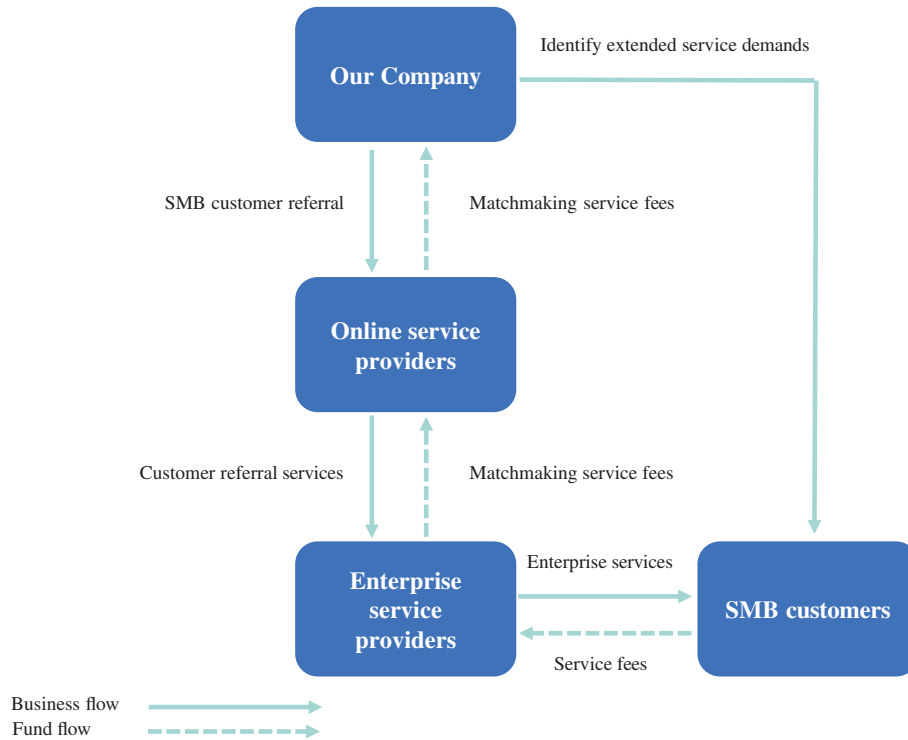 Identify extended service demands
Our Company
SMB customer referral
Matchmaking service fees
Online service
providers
Customer referral services
Matchmaking service fees
Enterprise
service
providers
Enterprise services
SMB customers
Service fees
Business flow
Fund flow